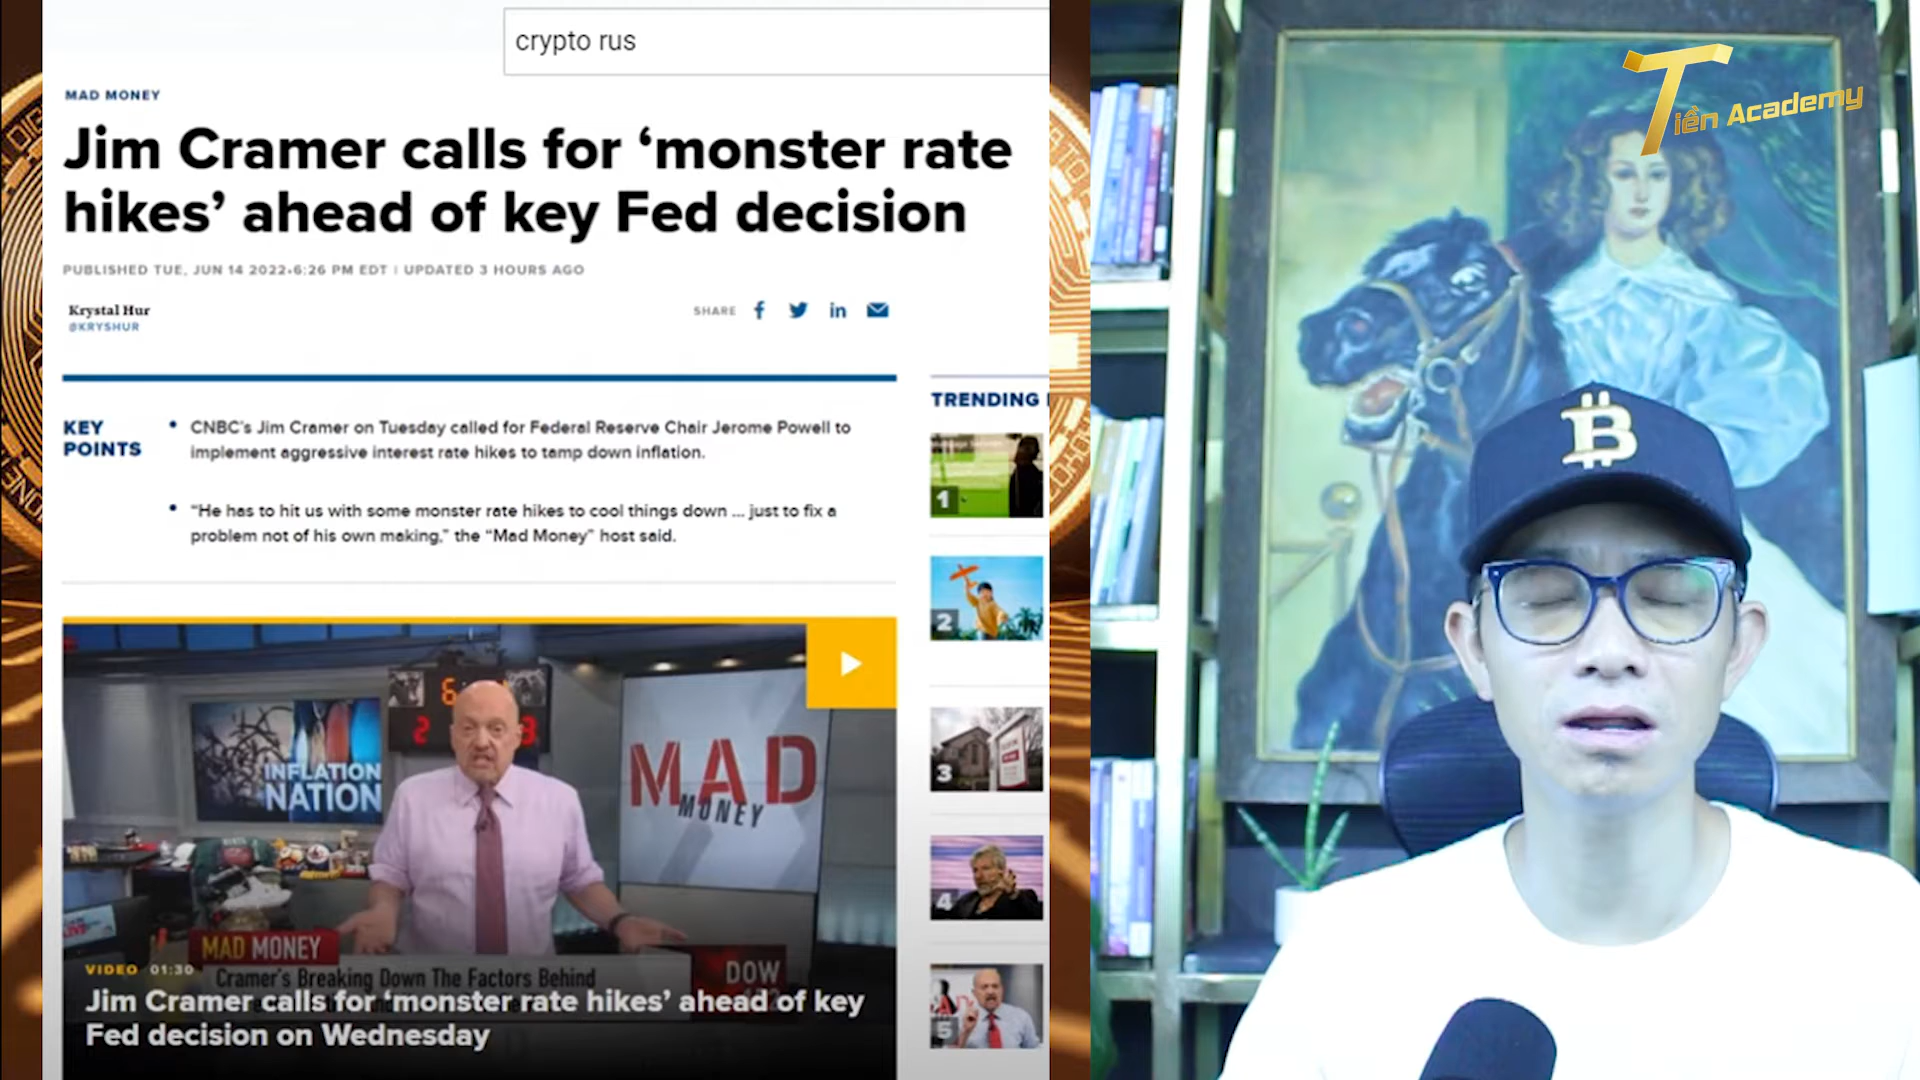 crypto rus
MAD MONEY
Jim Cramer calls for ‘monster rate
hikes’ ahead of key Fed decision
PUBLISHED TUE, JUN 14 2022•6:26 PM EDT | UPDATED 3 HOURS AGO
Krystal Hur
@KRYSHUR
SHARE
KEY
POINTS
• CNBC’s Jim Cramer on Tuesday called for Federal Reserve Chair Jerome Powell to
implement aggressive interest rate hikes to tamp down inflation.
• “He has to hit us with some monster rate hikes to cool things down … just to fix a
problem not of his own making,” the “Mad Money” host said.
TRENDING
1
2
3
4
5
INFLATION
NATION
MAD
MONEY
MAD MONEY
Cramer's Breaking Down The Factors Behind
DOW
VIDEO 01:30
Jim Cramer calls for ‘monster rate hikes’ ahead of key
Fed decision on Wednesday
Tiền Academy